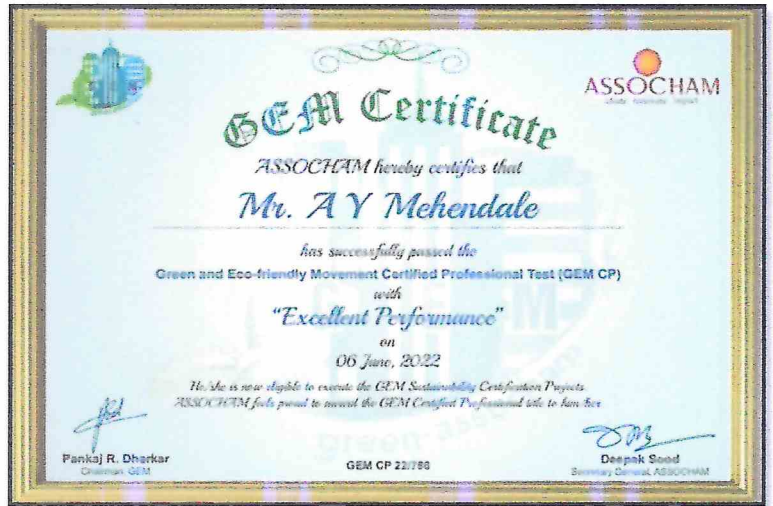 ASSOCHAM
GEM Certificate
ASSOCHAM hereby certifies that
Mr. A Y Mehendale
has successfully passed the
Green and Eco-friendly Movement Certified Professional Test (GEM CP)
with
"Excellent Performance"
on
06 June, 2022
He/she is now eligible to execute the GEM Sustainability Certification Projects.
ASSOCHAM feels proud to award the GEM Certified Professional title to him/her
Pankaj R. Dharkar
Chairman GEM
GEM CP 22/788
Deepak Sood
Secretary General, ASSOCHAM